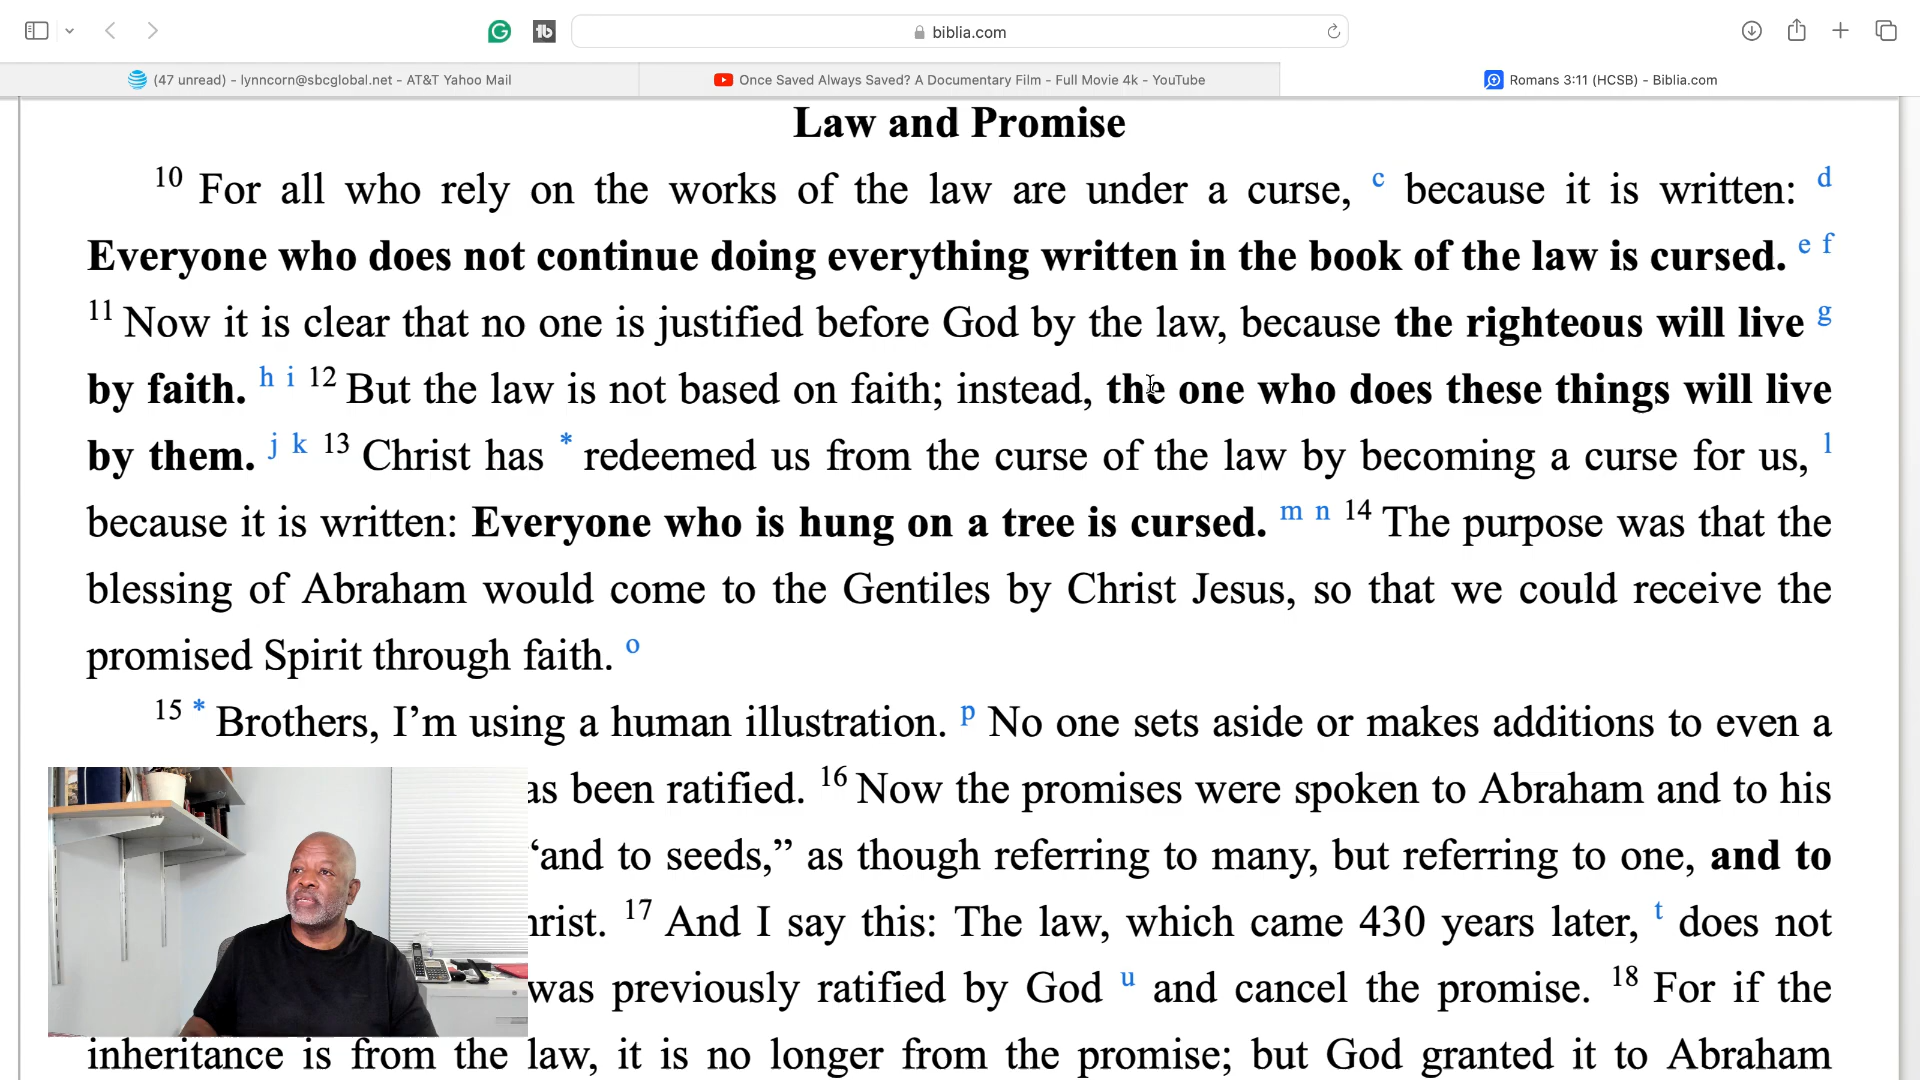 biblia.com
(47 unread) - lynncorn@sbcglobal.net - AT&T Yahoo Mail
Once Saved Always Saved? A Documentary Film - Full Movie 4k - YouTube
Romans 3:11 (HCSB) - Biblia.com
Law and Promise
10 For all who rely on the works of the law are under a curse, c because it is written: d
Everyone who does not continue doing everything written in the book of the law is cursed. e f
11 Now it is clear that no one is justified before God by the law, because the righteous will live g
by faith. h i 12 But the law is not based on faith; instead, the one who does these things will live
by them. j k 13 Christ has * redeemed us from the curse of the law by becoming a curse for us, l
because it is written: Everyone who is hung on a tree is cursed. m n 14 The purpose was that the
blessing of Abraham would come to the Gentiles by Christ Jesus, so that we could receive the
promised Spirit through faith. o
15 * Brothers, I’m using a human illustration. p No one sets aside or makes additions to even a
as been ratified. 16 Now the promises were spoken to Abraham and to his
“and to seeds,” as though referring to many, but referring to one, and to
hrist. 17 And I say this: The law, which came 430 years later, t does not
was previously ratified by God u and cancel the promise. 18 For if the
inheritance is from the law, it is no longer from the promise; but God granted it to Abraham